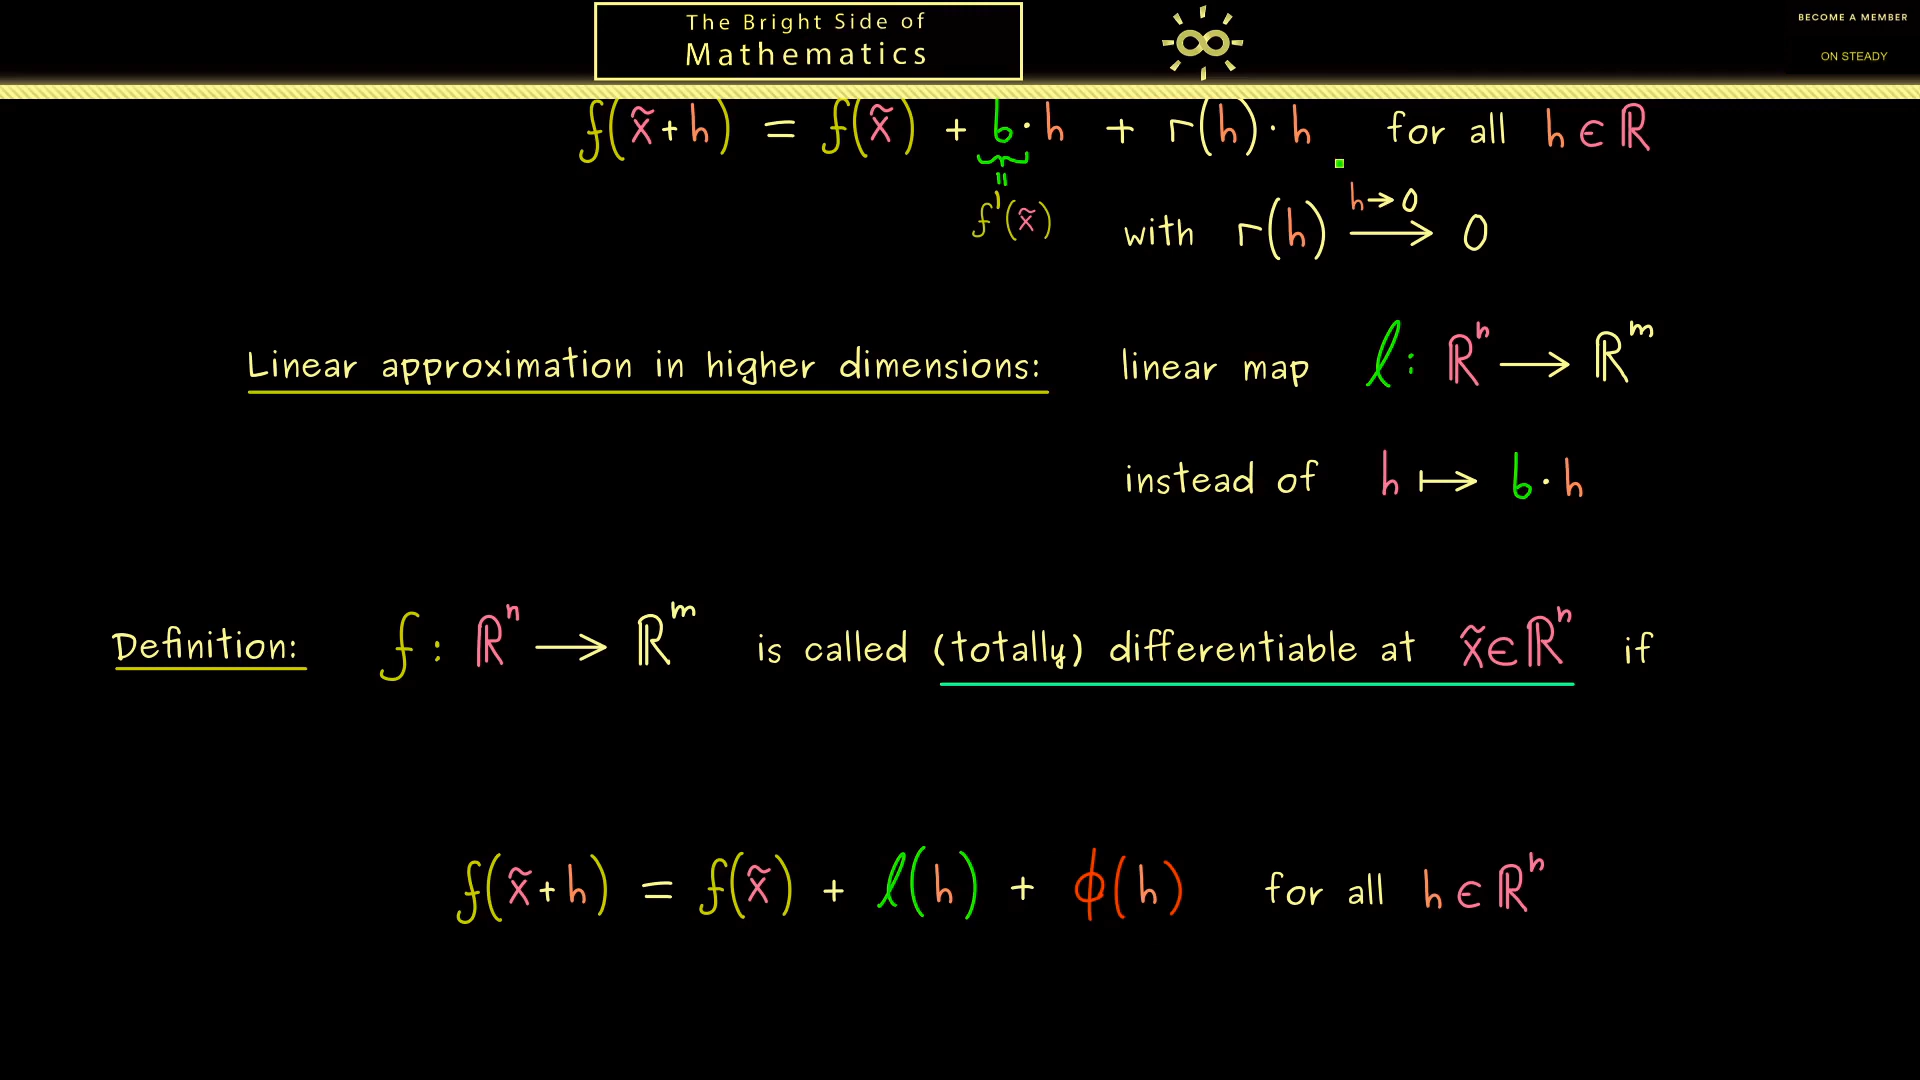 The Bright Side of
Mathematics
BECOME A MEMBER
ON STEADY
f(x̃+h) = f(x̃) + b·h + r(h)·h for all h∈ℝ
=
f'(x̃)
h→0
with r(h) ⟶ 0
Linear approximation in higher dimensions: linear map ℓ: ℝⁿ ⟶ ℝᵐ
instead of h ⟼ b·h
Definition: f: ℝⁿ ⟶ ℝᵐ is called (totally) differentiable at x̃∈ℝⁿ if
f(x̃+h) = f(x̃) + ℓ(h) + ϕ(h) for all h∈ℝⁿ